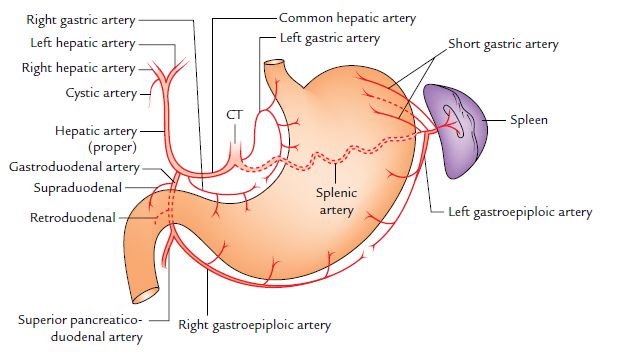 Right gastric artery
Left hepatic artery
Right hepatic artery
Cystic artery
Hepatic artery
(proper)
Gastroduodenal artery
Supraduodenal
Retroduodenal
Superior pancreatico-
duodenal artery
Right gastroepiploic artery
Common hepatic artery
Left gastric artery
CT
Short gastric artery
Spleen
Splenic
artery
Left gastroepiploic artery